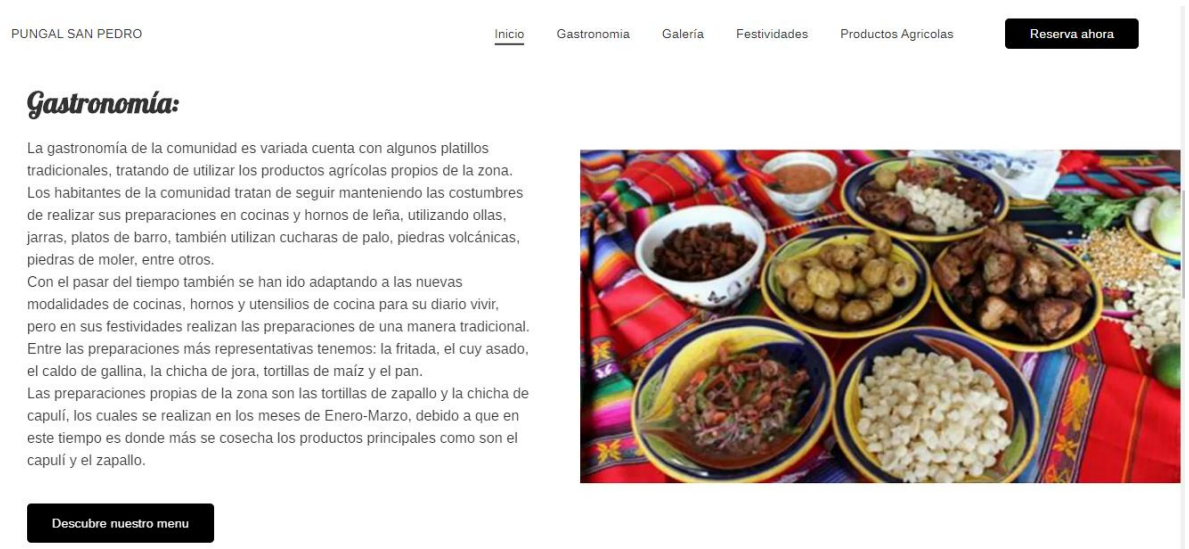 PUNGAL SAN PEDRO
Inicio
Gastronomia
Galería
Festividades
Productos Agricolas
Reserva ahora
Gastronomía:
La gastronomía de la comunidad es variada cuenta con algunos platillos
tradicionales, tratando de utilizar los productos agrícolas propios de la zona.
Los habitantes de la comunidad tratan de seguir manteniendo las costumbres
de realizar sus preparaciones en cocinas y hornos de leña, utilizando ollas,
jarras, platos de barro, también utilizan cucharas de palo, piedras volcánicas,
piedras de moler, entre otros.
Con el pasar del tiempo también se han ido adaptando a las nuevas
modalidades de cocinas, hornos y utensilios de cocina para su diario vivir,
pero en sus festividades realizan las preparaciones de una manera tradicional.
Entre las preparaciones más representativas tenemos: la fritada, el cuy asado,
el caldo de gallina, la chicha de jora, tortillas de maíz y el pan.
Las preparaciones propias de la zona son las tortillas de zapallo y la chicha de
capulí, los cuales se realizan en los meses de Enero-Marzo, debido a que en
este tiempo es donde más se cosecha los productos principales como son el
capulí y el zapallo.
Descubre nuestro menu